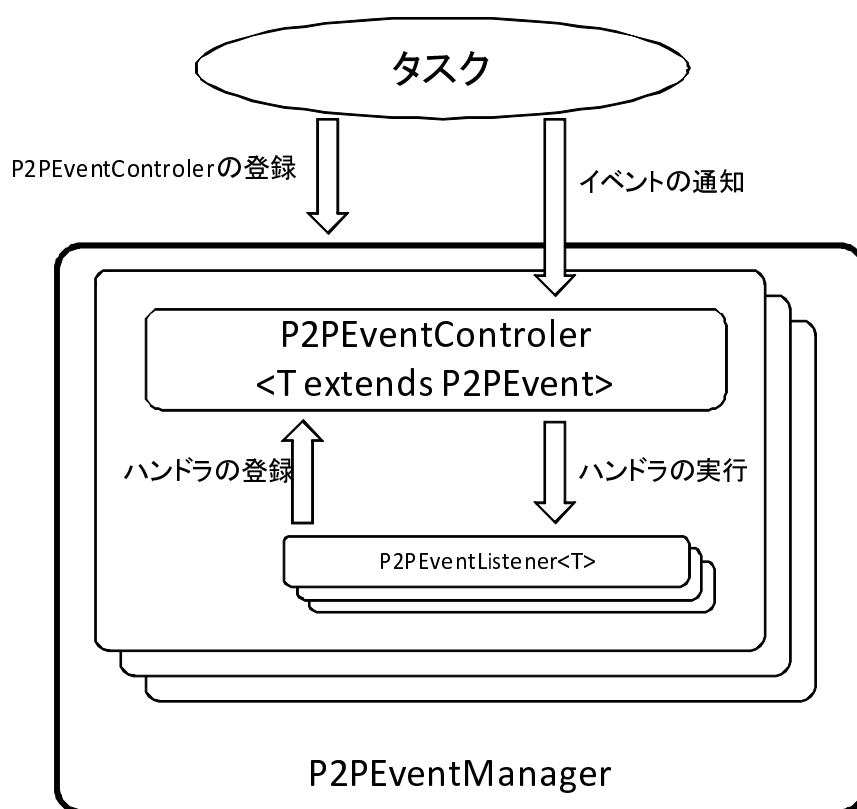 タスク
P2PEventControlerの登録
イベントの通知
P2PEventControler
<T extends P2PEvent>
ハンドラの登録
ハンドラの実行
P2PEventListener<T>
P2PEventManager